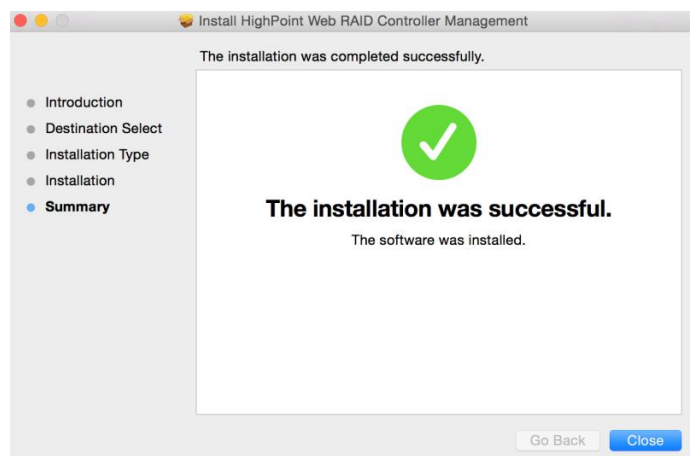 Install HighPoint Web RAID Controller Management
The installation was completed successfully.
Introduction
Destination Select
Installation Type
Installation
Summary
The installation was successful.
The software was installed.
Go Back
Close